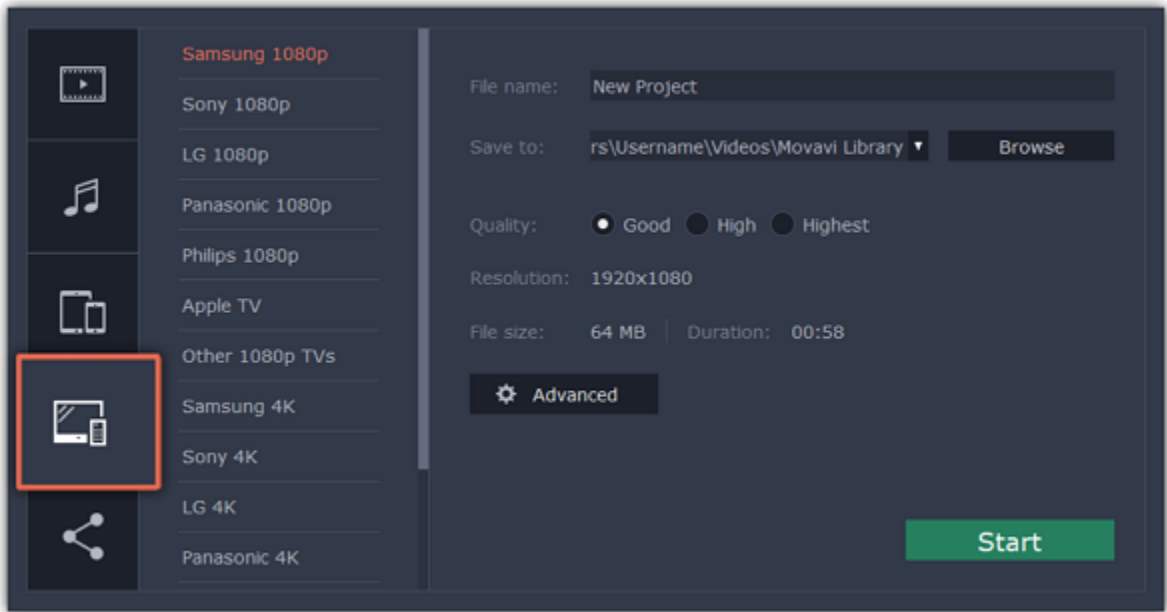 Samsung 1080p
Sony 1080p
LG 1080p
Panasonic 1080p
Philips 1080p
Apple TV
Other 1080p TVs
Samsung 4K
Sony 4K
LG 4K
Panasonic 4K
File name: New Project
Save to: rs\Username\Videos\Movavi Library Browse
Quality: Good High Highest
Resolution: 1920x1080
File size: 64 MB Duration: 00:58
Advanced
Start